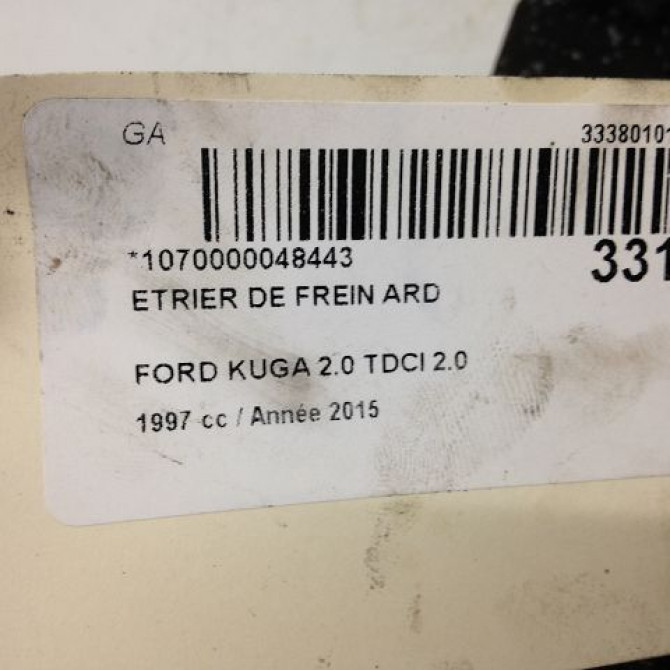 GA 33380101
*1070000048443 331
ETRIER DE FREIN ARD
FORD KUGA 2.0 TDCI 2.0
1997 cc / Année 2015